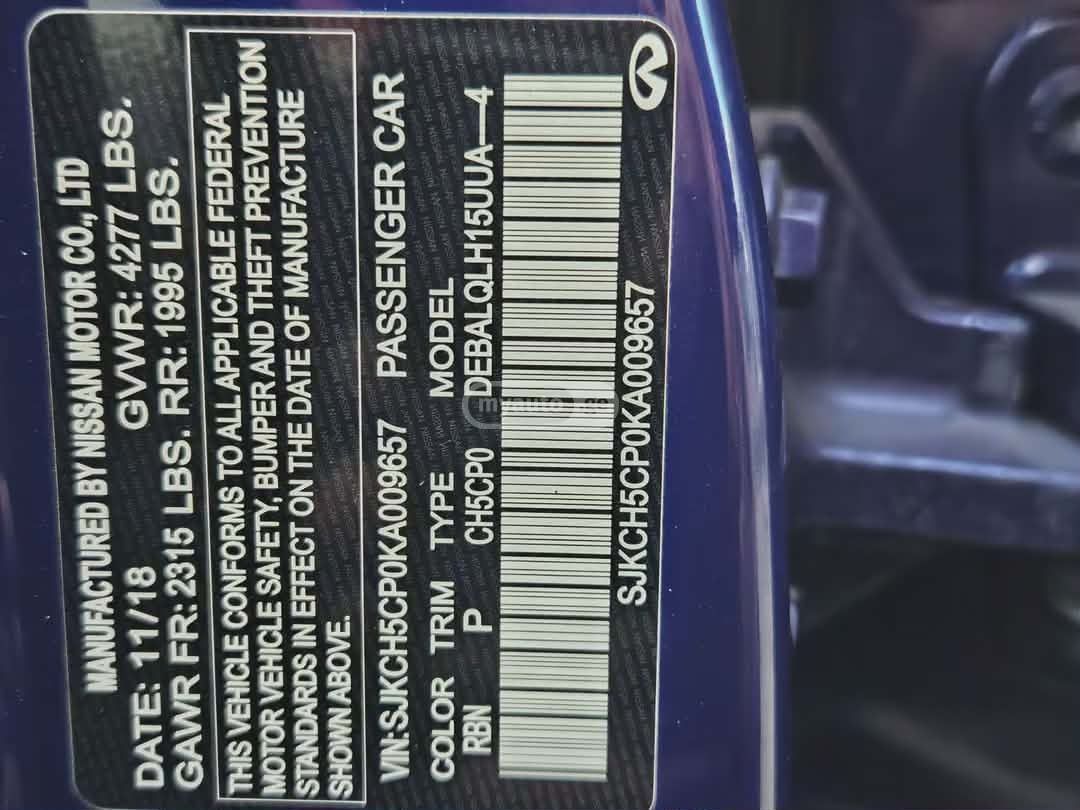 MANUFACTURED BY NISSAN MOTOR CO., LTD
DATE: 11/18 GVWR: 4277 LBS.
GAWR FR: 2315 LBS. RR: 1995 LBS.
THIS VEHICLE CONFORMS TO ALL APPLICABLE FEDERAL
MOTOR VEHICLE SAFETY, BUMPER AND THEFT PREVENTION
STANDARDS IN EFFECT ON THE DATE OF MANUFACTURE
SHOWN ABOVE.
VIN:SJKCH5CP0KA009657 PASSENGER CAR
COLOR TRIM TYPE MODEL
RBN P CH5CP0 DEBALQLH15UUA—4
SJKCH5CP0KA009657
myauto